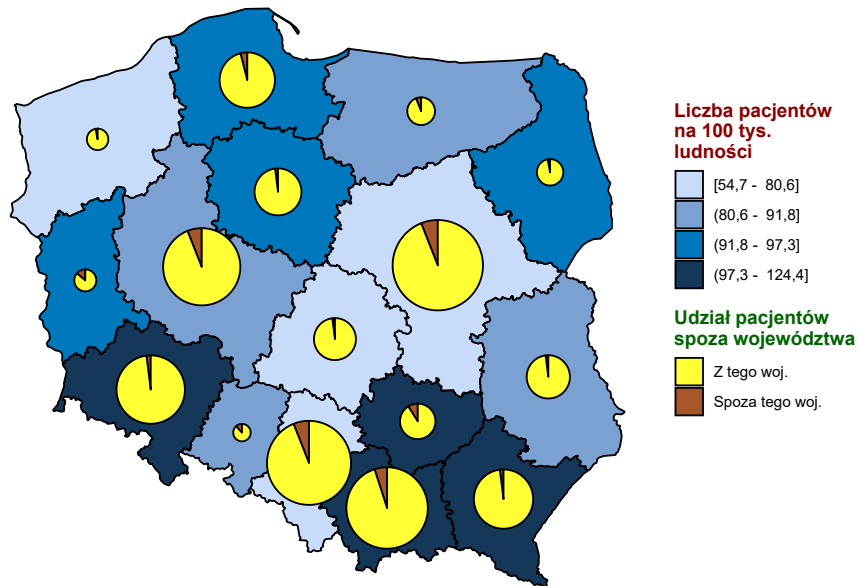 Liczba pacjentów
na 100 tys.
ludności
[54,7 - 80,6]
(80,6 - 91,8]
(91,8 - 97,3]
(97,3 - 124,4]
Udział pacjentów
spoza województwa
Z tego woj.
Spoza tego woj.